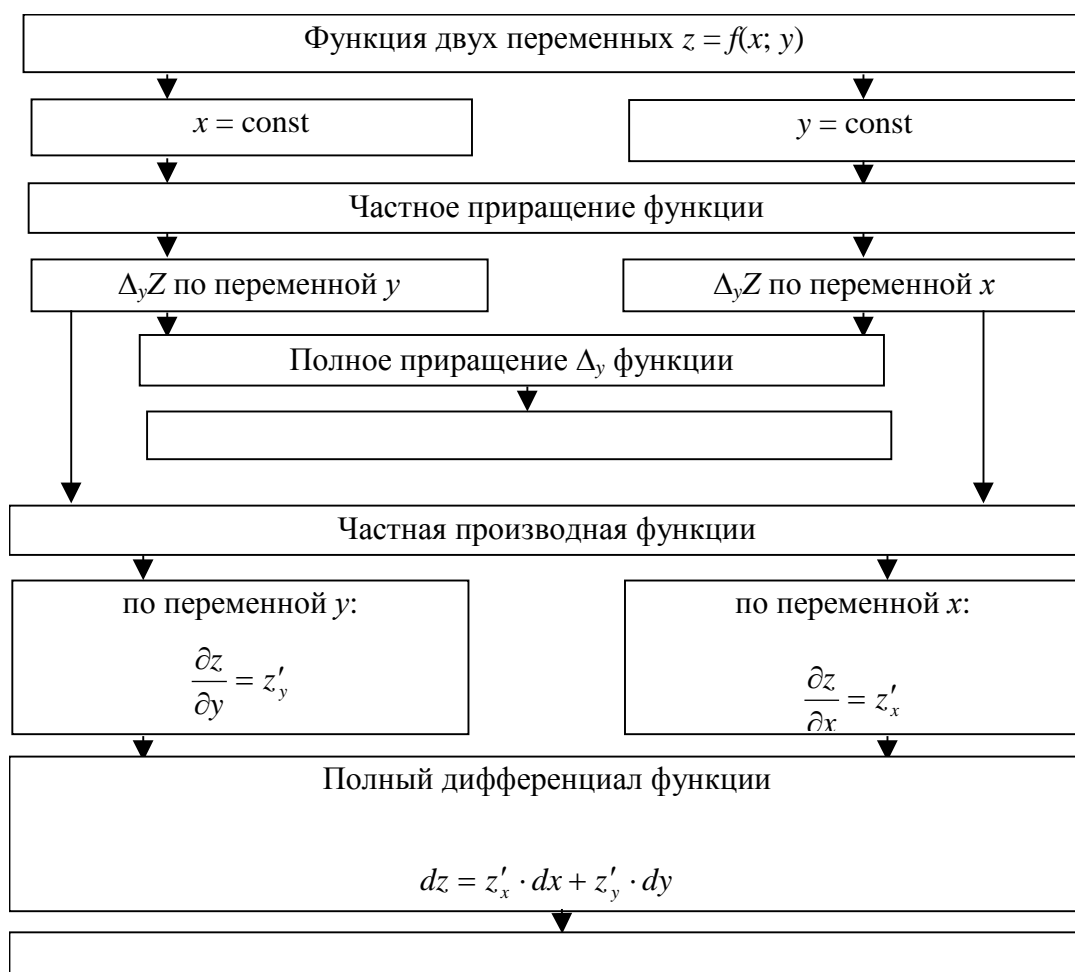 Функция двух переменных z = f(x; y)
x = const
y = const
Частное приращение функции
Δ_yZ по переменной y
Δ_yZ по переменной x
Полное приращение Δ_y функции
Частная производная функции
по переменной y:
∂z/∂y = z′_y
по переменной x:
∂z/∂x = z′_x
Полный дифференциал функции
dz = z′_x · dx + z′_y · dy